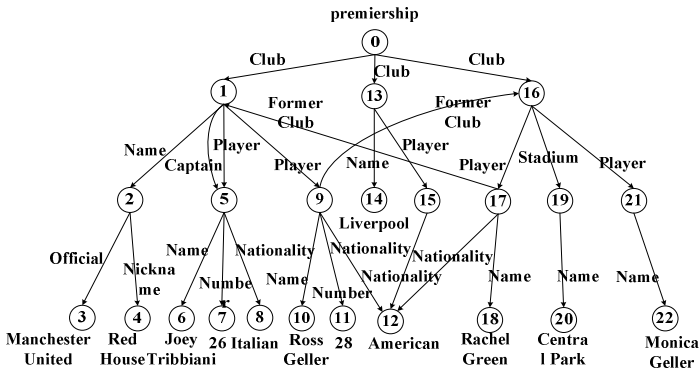 premiership
0
Club
Club
Club
1
13
16
Former
Club
Former
Club
Name
Captain
Player
Player
Name
Player
Player
Stadium
Player
2
5
9
14
15
17
19
21
Liverpool
Official
Nickna
me
Name
Numbe
r
Nationality
Name
Number
Nationality
Nationality
Nationality
Name
Name
Name
3
4
6
7
8
10
11
12
18
20
22
Manchester
United
Red
House
Joey
Tribbiani
26
Italian
Ross
Geller
28
American
Rachel
Green
Centra
l Park
Monica
Geller